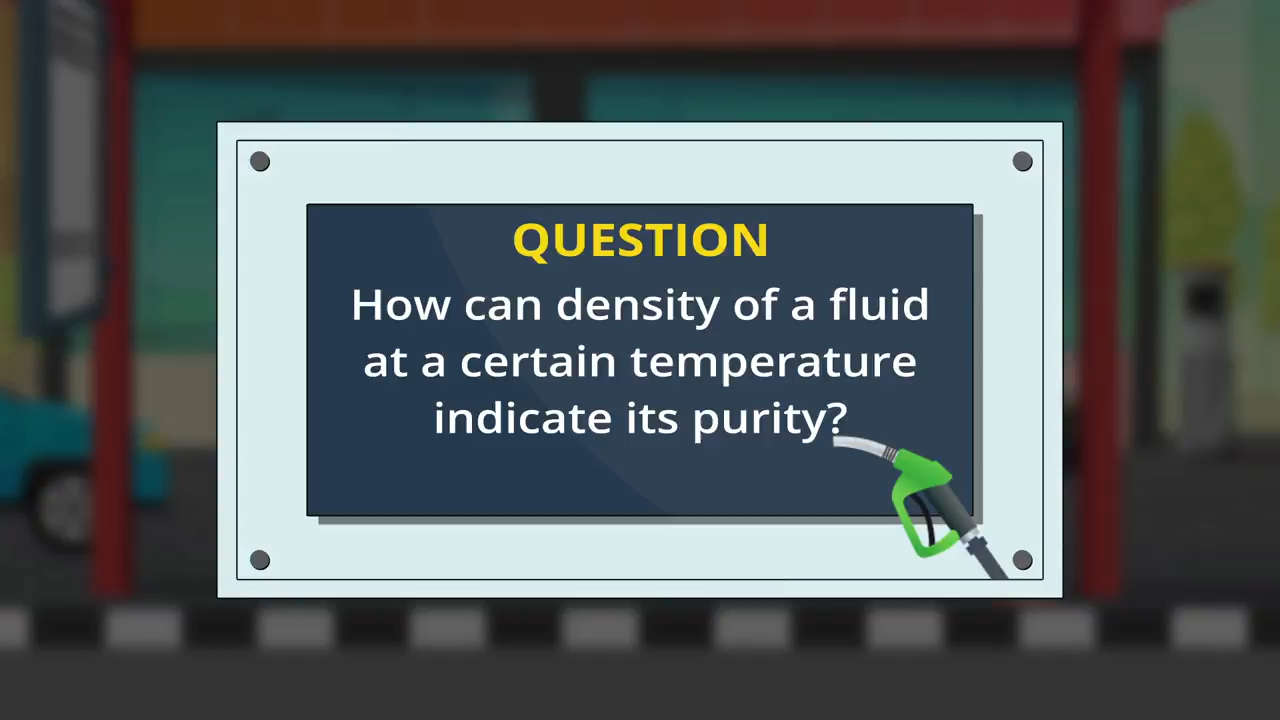 QUESTION
How can density of a fluid
at a certain temperature
indicate its purity?